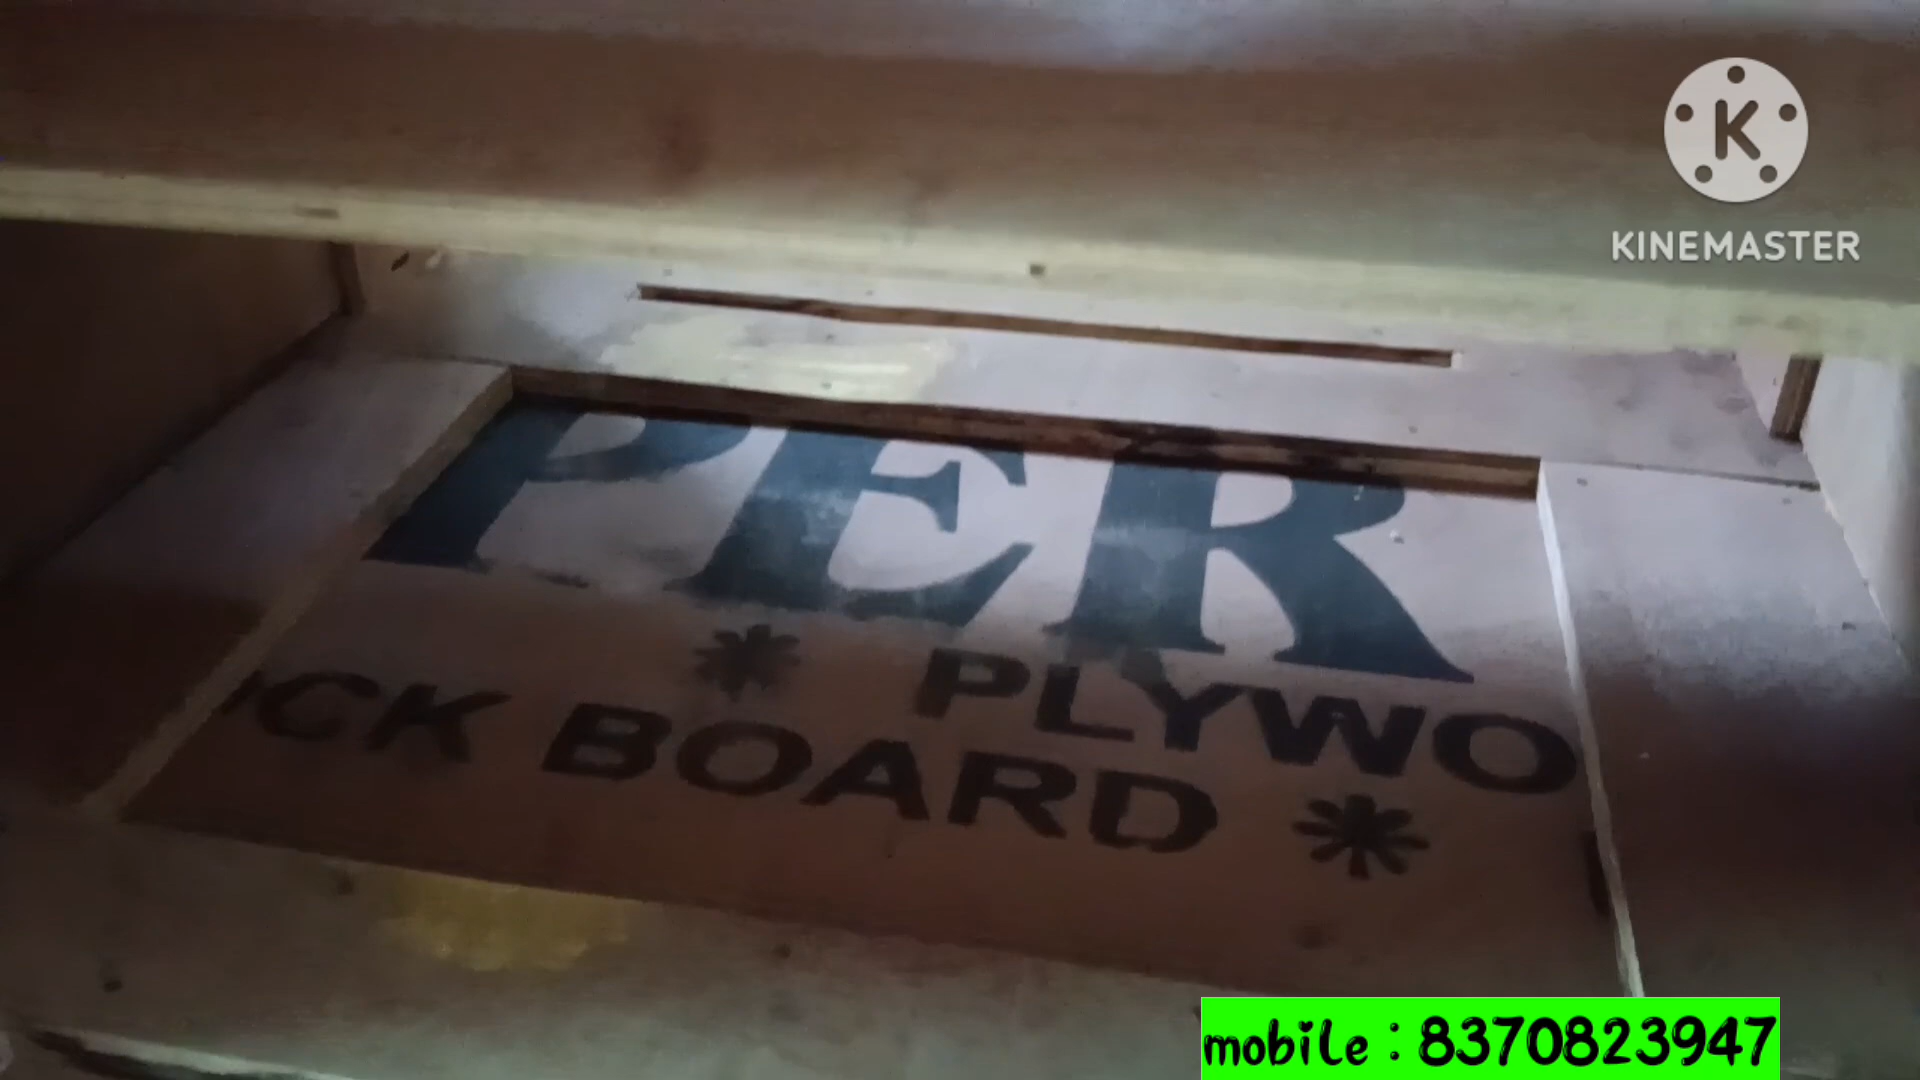 K
KINEMASTER
PER
* PLYWO
CK BOARD *
mobile : 8370823947